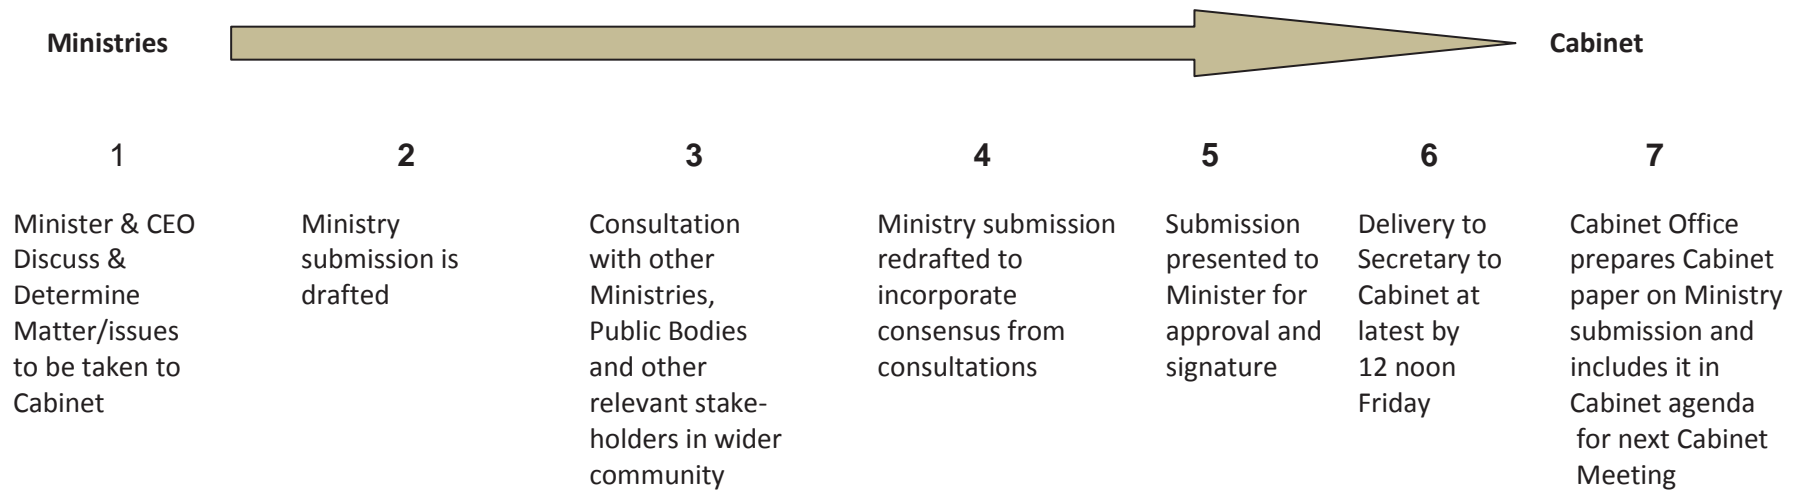 Ministries
Cabinet
1
Minister & CEO
Discuss &
Determine
Matter/issues
to be taken to
Cabinet
2
Ministry
submission is
drafted
3
Consultation
with other
Ministries,
Public Bodies
and other
relevant stake-
holders in wider
community
4
Ministry submission
redrafted to
incorporate
consensus from
consultations
5
Submission
presented to
Minister for
approval and
signature
6
Delivery to
Secretary to
Cabinet at
latest by
12 noon
Friday
7
Cabinet Office
prepares Cabinet
paper on Ministry
submission and
includes it in
Cabinet agenda
for next Cabinet
Meeting